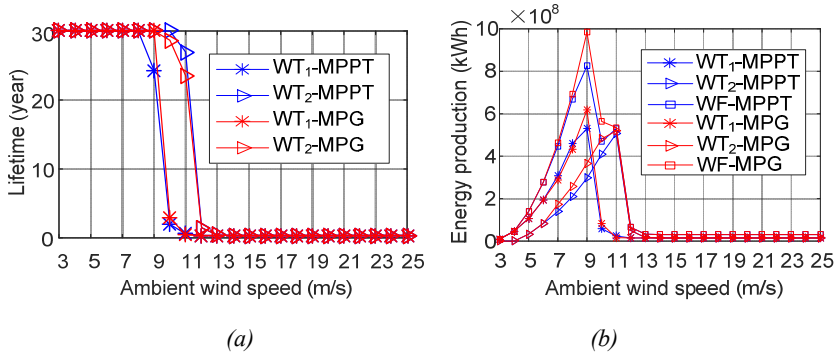 30
20
10
0
3 5 7 9 11 13 15 17 19 21 23 25
Lifetime (year)
Ambient wind speed (m/s)
WT1-MPPT
WT2-MPPT
WT1-MPG
WT2-MPG
(a)
×10^8
10
8
6
4
2
0
3 5 7 9 11 13 15 17 19 21 23 25
Energy production (kWh)
Ambient wind speed (m/s)
WT1-MPPT
WT2-MPPT
WF-MPPT
WT1-MPG
WT2-MPG
WF-MPG
(b)